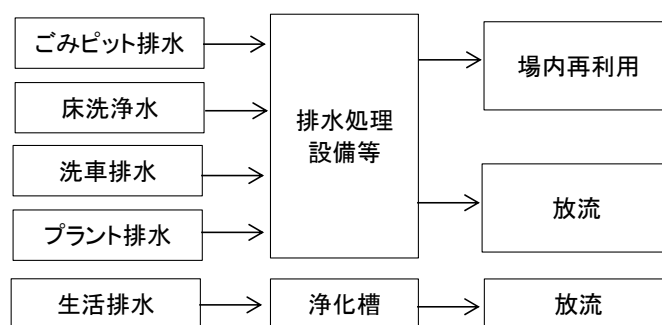 ごみピット排水
床洗浄水
洗車排水
プラント排水
排水処理
設備等
場内再利用
放流
生活排水
浄化槽
放流